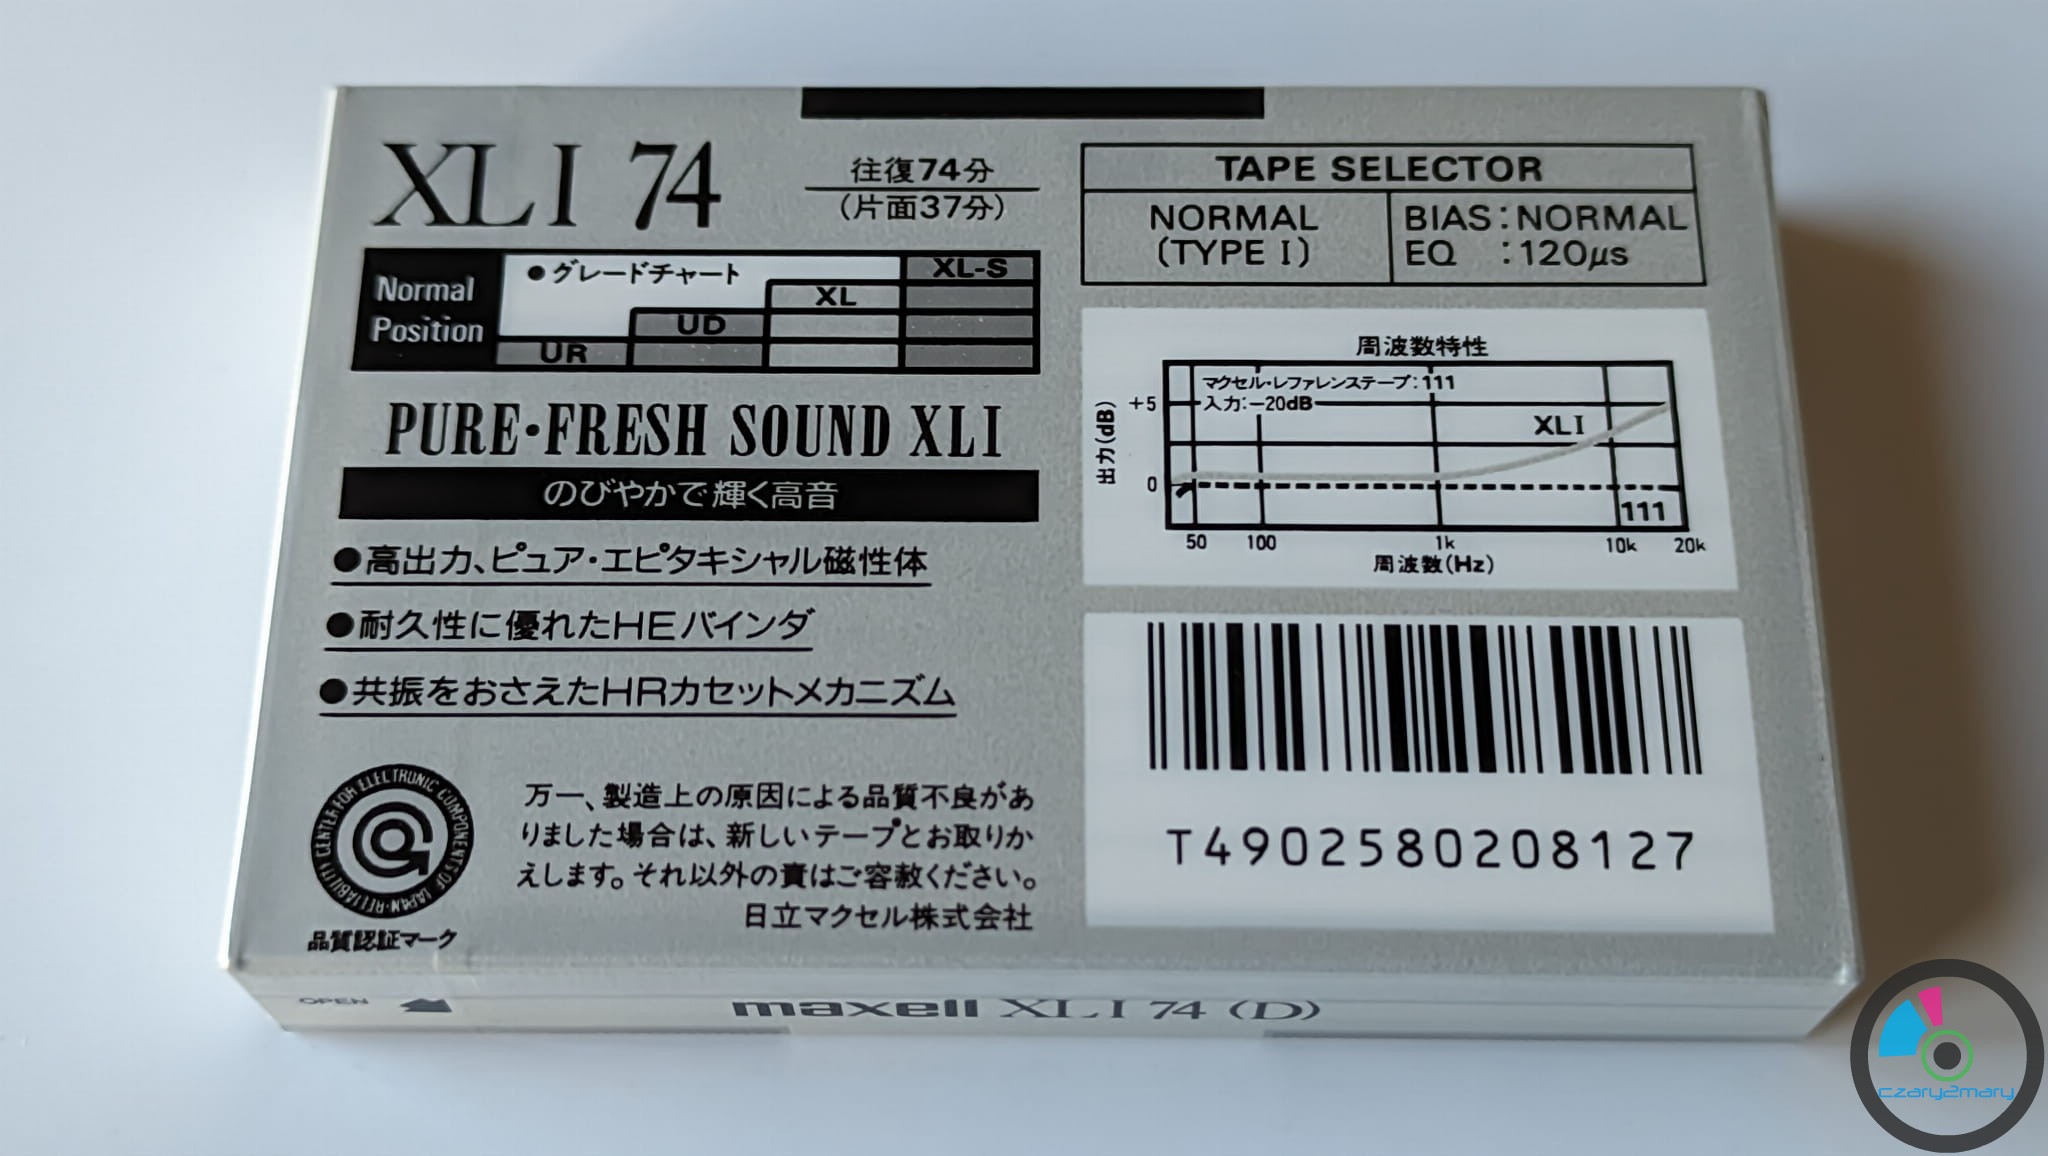 XLI 74
往復74分
(片面37分)
Normal
Position
●グレードチャート
XL-S
XL
UD
UR
PURE・FRESH SOUND XLI
のびやかで輝く高音
●高出力、ピュア・エピタキシャル磁性体
●耐久性に優れたHEバインダ
●共振をおさえたHRカセットメカニズム
RELIABILITY CENTER FOR ELECTRONIC COMPONENTS OF JAPAN
品質認証マーク
万一、製造上の原因による品質不良があ
りました場合は、新しいテープとお取りか
えします。それ以外の責はご容赦ください。
日立マクセル株式会社
TAPE SELECTOR
NORMAL
(TYPE I)
BIAS:NORMAL
EQ :120μs
周波数特性
マクセル・レファレンステープ:111
入力:−20dB
+5
0
出力(dB)
XLI
111
50 100 1k 10k 20k
周波数(Hz)
T4902580208127
OPEN
maxell XLI 74 (D)
czary2mary